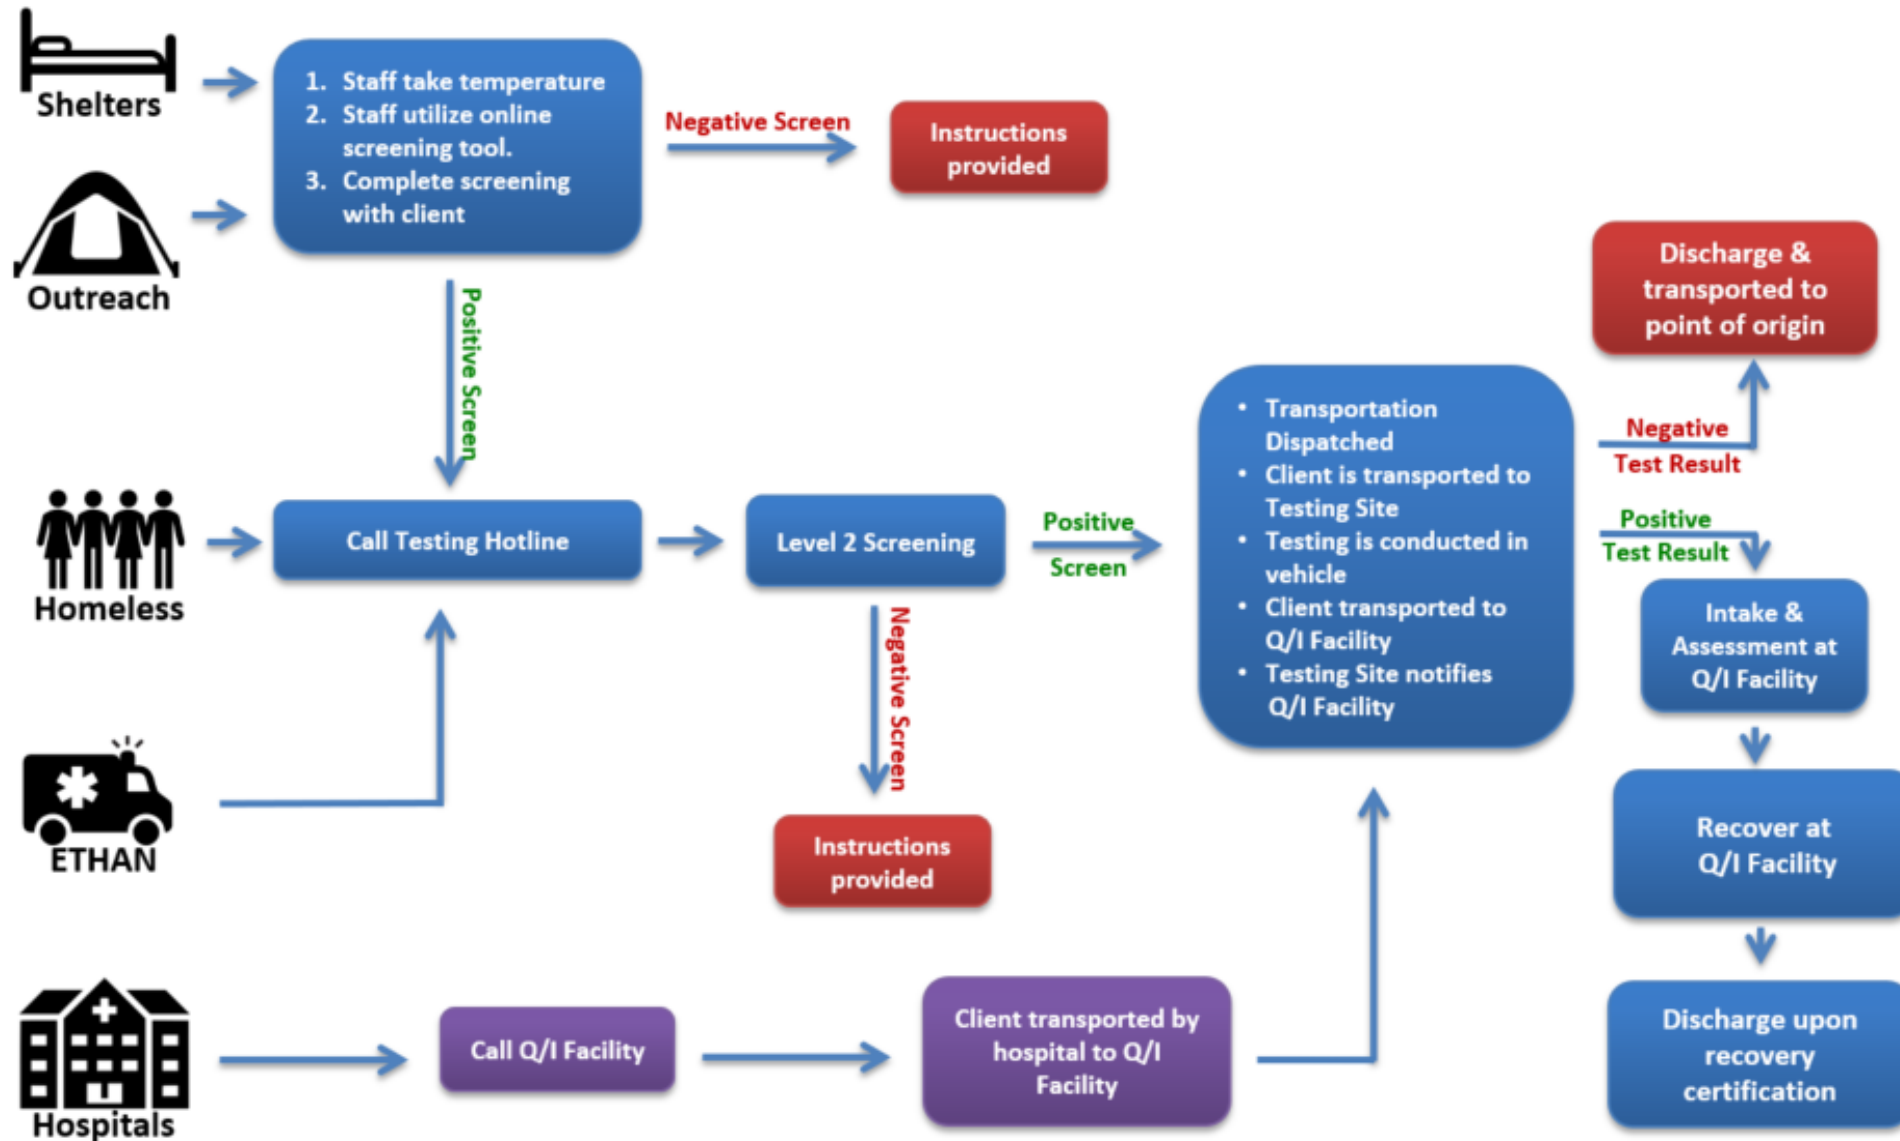 Shelters
1. Staff take temperature
2. Staff utilize online
screening tool.
3. Complete screening
with client
Negative Screen
Instructions
provided
Outreach
Positive Screen
Discharge &
transported to
point of origin
Negative
Test Result
• Transportation
Dispatched
• Client is transported to
Testing Site
• Testing is conducted in
vehicle
• Client transported to
Q/I Facility
• Testing Site notifies
Q/I Facility
Homeless
Call Testing Hotline
Level 2 Screening
Positive
Screen
Positive
Test Result
Intake &
Assessment at
Q/I Facility
Negative Screen
Instructions
provided
ETHAN
Recover at
Q/I Facility
Hospitals
Call Q/I Facility
Client transported by
hospital to Q/I
Facility
Discharge upon
recovery
certification